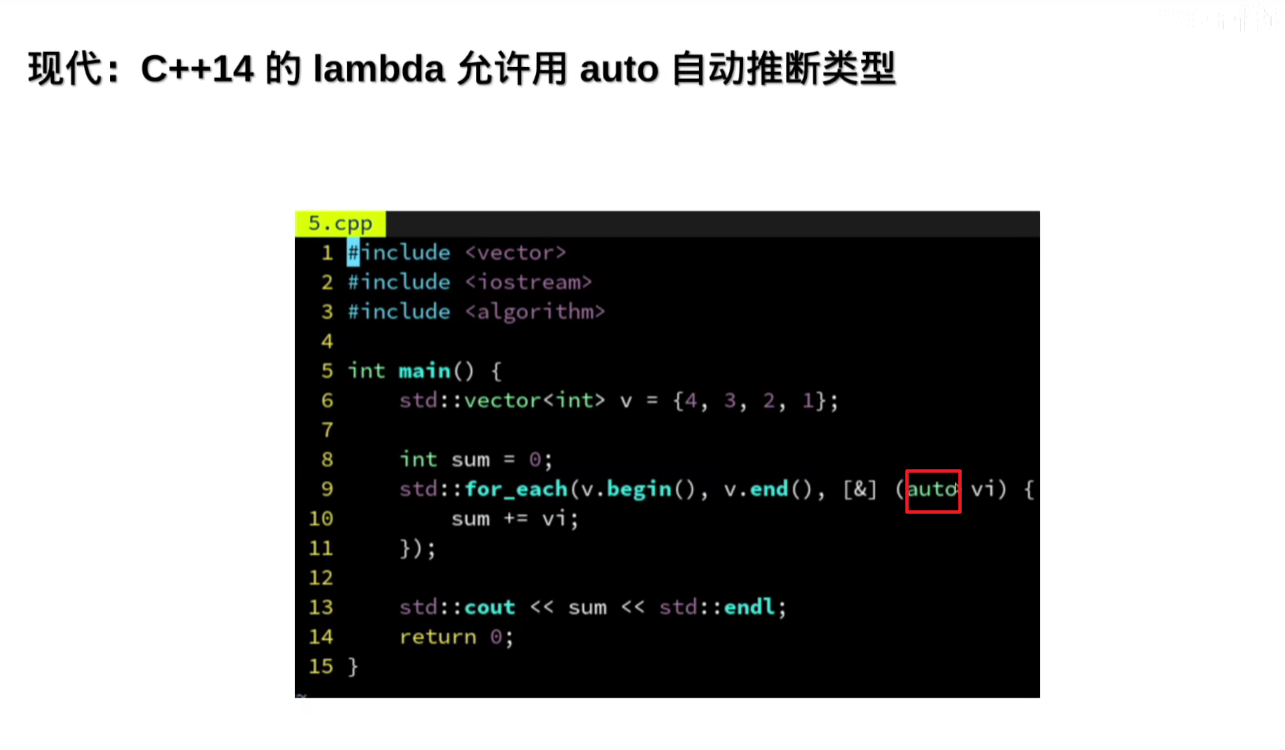 现代：C++14 的 lambda 允许用 auto 自动推断类型
5.cpp
1 #include <vector>
2 #include <iostream>
3 #include <algorithm>
4
5 int main() {
6     std::vector<int> v = {4, 3, 2, 1};
7
8     int sum = 0;
9     std::for_each(v.begin(), v.end(), [&] (auto vi) {
10         sum += vi;
11     });
12
13     std::cout << sum << std::endl;
14     return 0;
15 }
~